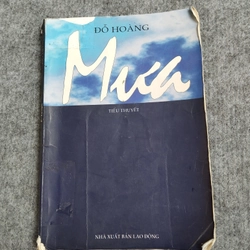 ĐỖ HOÀNG
Mưa
TIỂU THUYẾT
NHÀ XUẤT BẢN LAO ĐỘNG